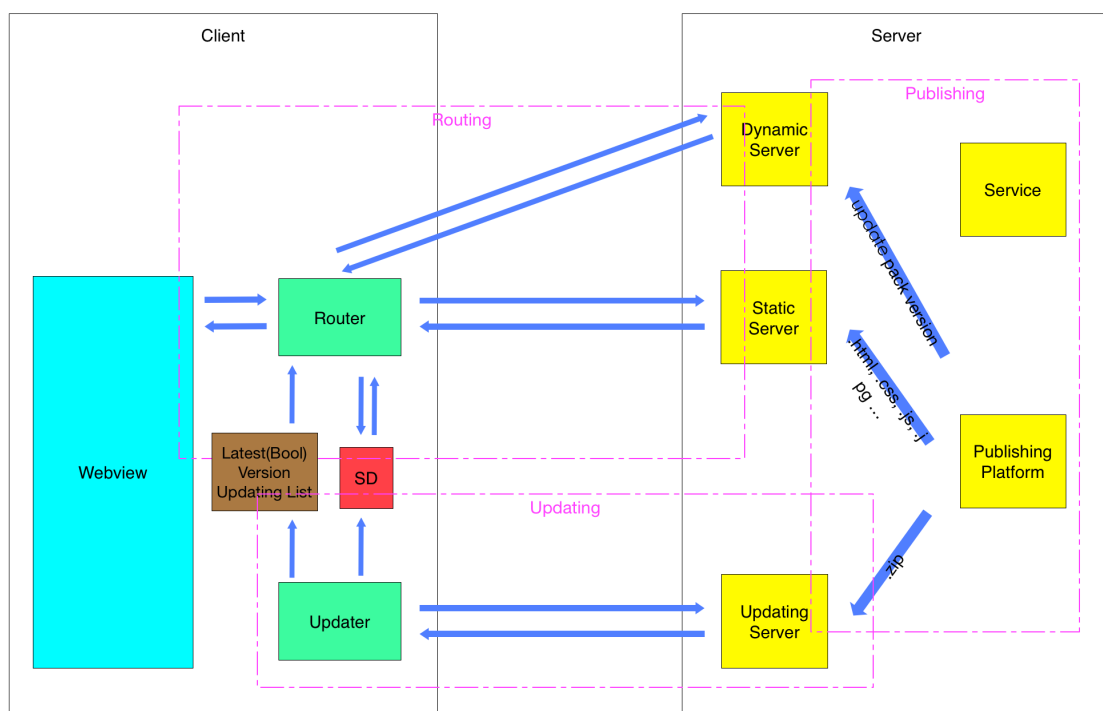 Client
Server
Publishing
Routing
Dynamic
Server
Service
update pack version
Router
Static
Server
.html, .css, .js, .j
pg ...
Latest(Bool)
Version
Updating List
SD
Webview
Publishing
Platform
Updating
.zip
Updater
Updating
Server